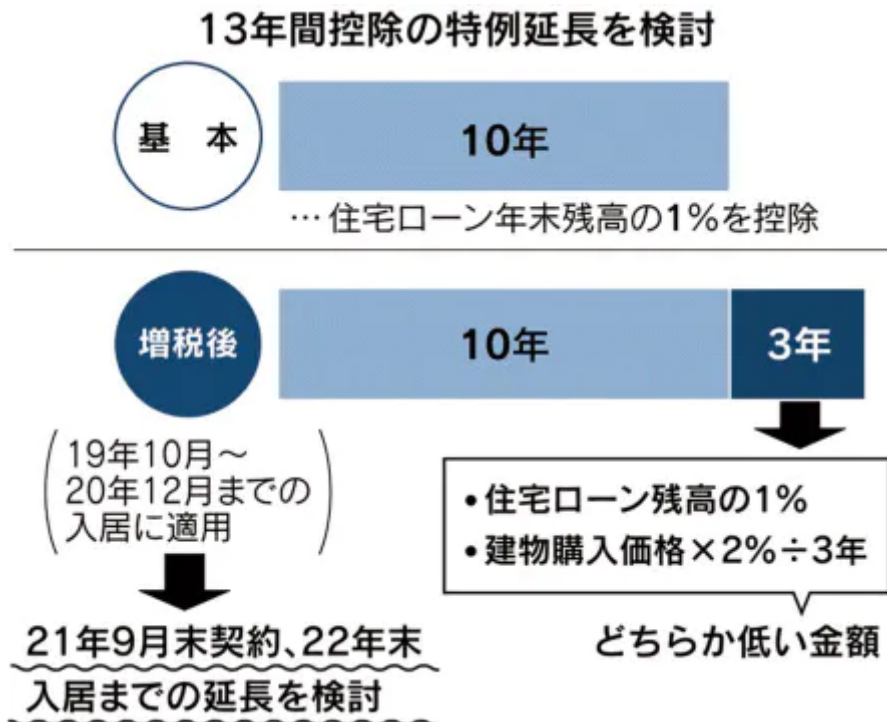 13年間控除の特例延長を検討
基 本
10年
…住宅ローン年末残高の1%を控除
増税後
10年
3年
19年10月~
20年12月までの
入居に適用
・住宅ローン残高の1%
・建物購入価格×2%÷3年
どちらか低い金額
21年9月末契約、22年末
入居までの延長を検討